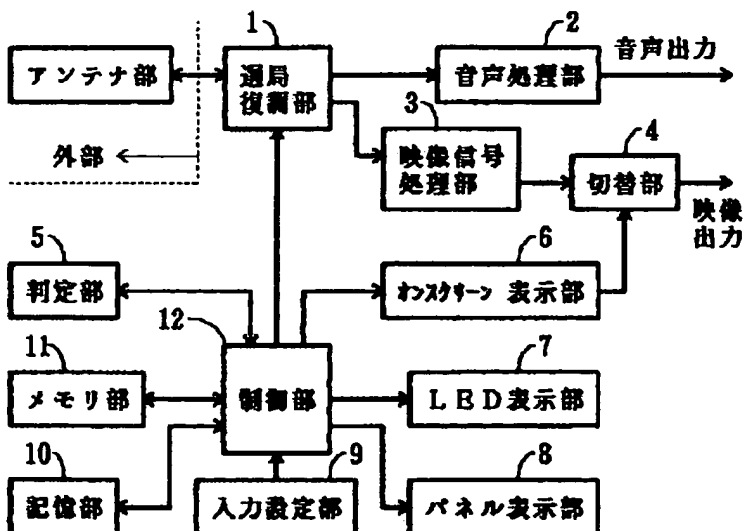 1
2
アンテナ部
選局
復調部
音声処理部
音声出力
3
外部
映像信号
処理部
4
切替部
映像
出力
5
6
判定部
オンスクリーン 表示部
12
11
7
メモリ部
制御部
LED表示部
10
9
8
記憶部
入力設定部
パネル表示部